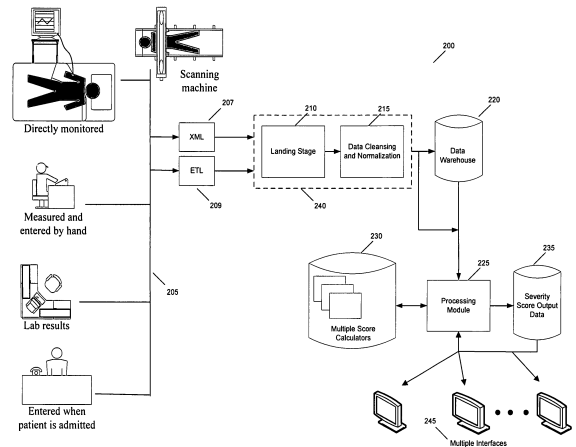 Scanning
machine
200
Directly monitored
207
XML
ETL
209
210
Landing Stage
215
Data Cleansing
and Normalization
240
220
Data
Warehouse
Measured and
entered by hand
205
Lab results
Entered when
patient is admitted
230
Multiple Score
Calculators
225
Processing
Module
235
Severity
Score Output
Data
245
Multiple Interfaces